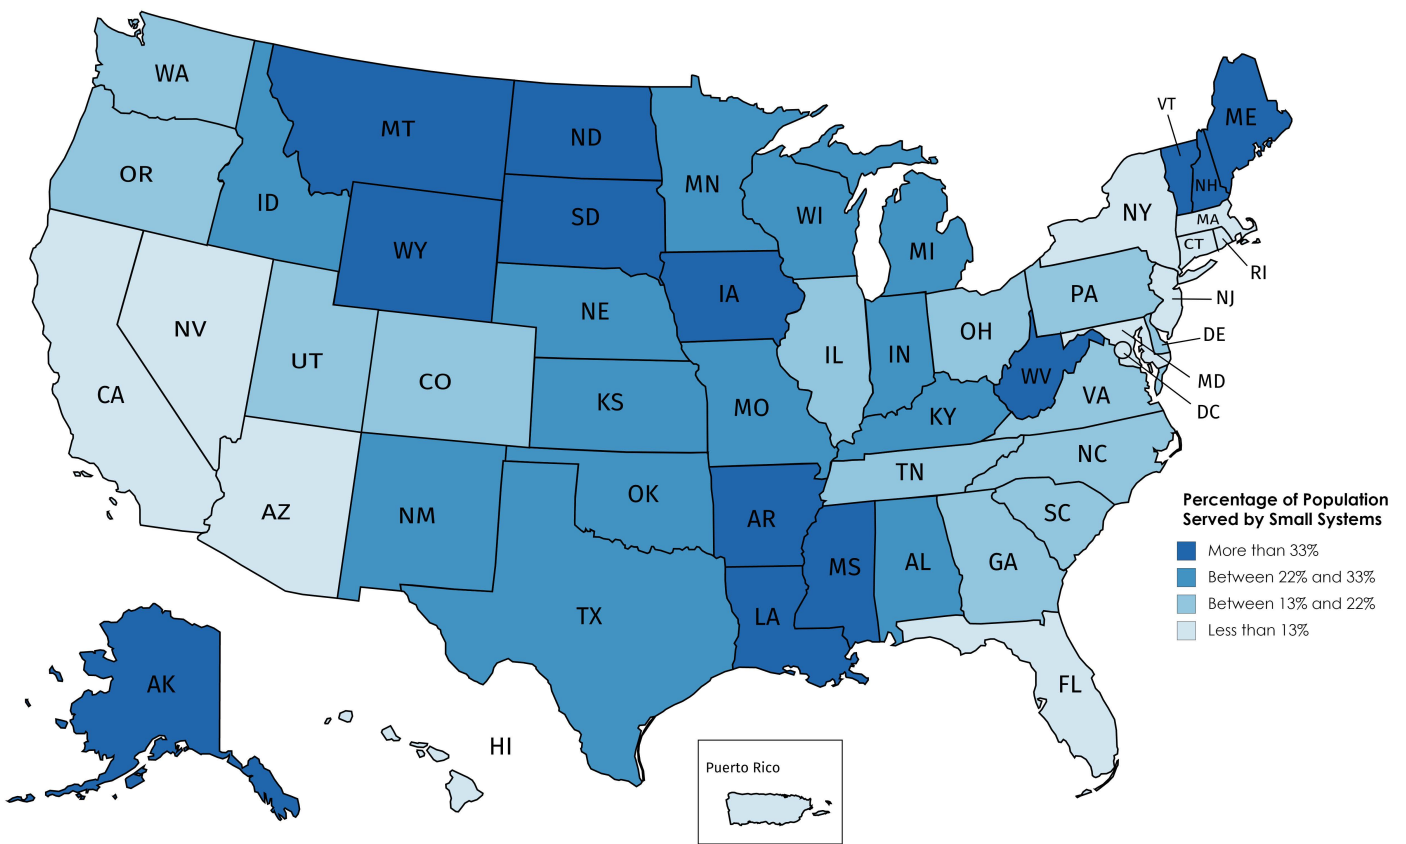 WA
MT
ND
MN
OR
ID
WY
SD
WI
MI
VT
ME
NH
NY
MA
CT
RI
NJ
PA
DE
MD
DC
NV
UT
CO
NE
IA
IL
IN
OH
WV
VA
CA
KS
MO
KY
AZ
NM
OK
AR
TN
NC
SC
TX
LA
MS
AL
GA
FL
AK
HI
Puerto Rico
Percentage of Population
Served by Small Systems
More than 33%
Between 22% and 33%
Between 13% and 22%
Less than 13%